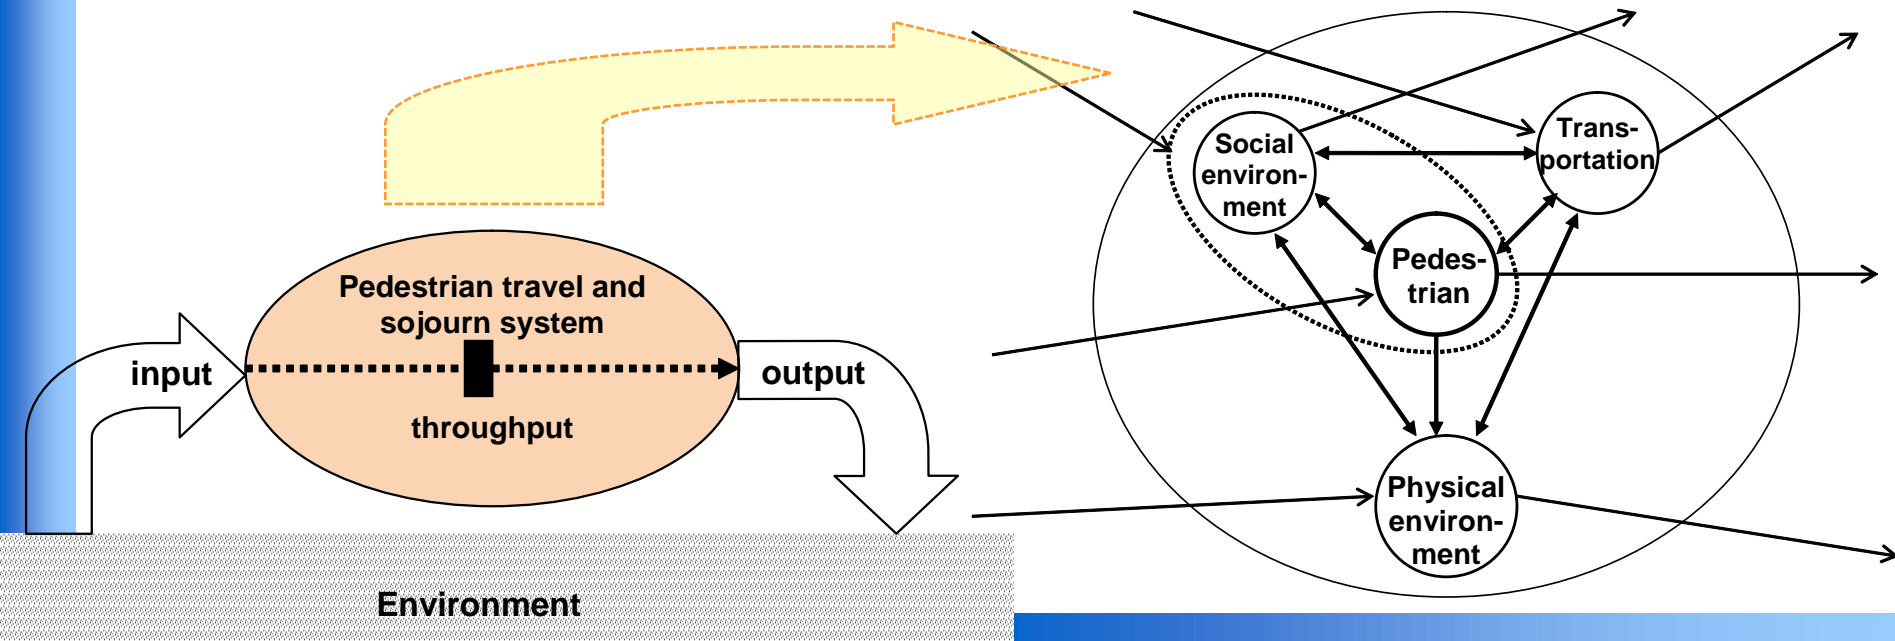 Pedestrian travel and
sojourn system
input
output
throughput
Environment
Social
environ-
ment
Trans-
portation
Pedes-
trian
Physical
environ-
ment